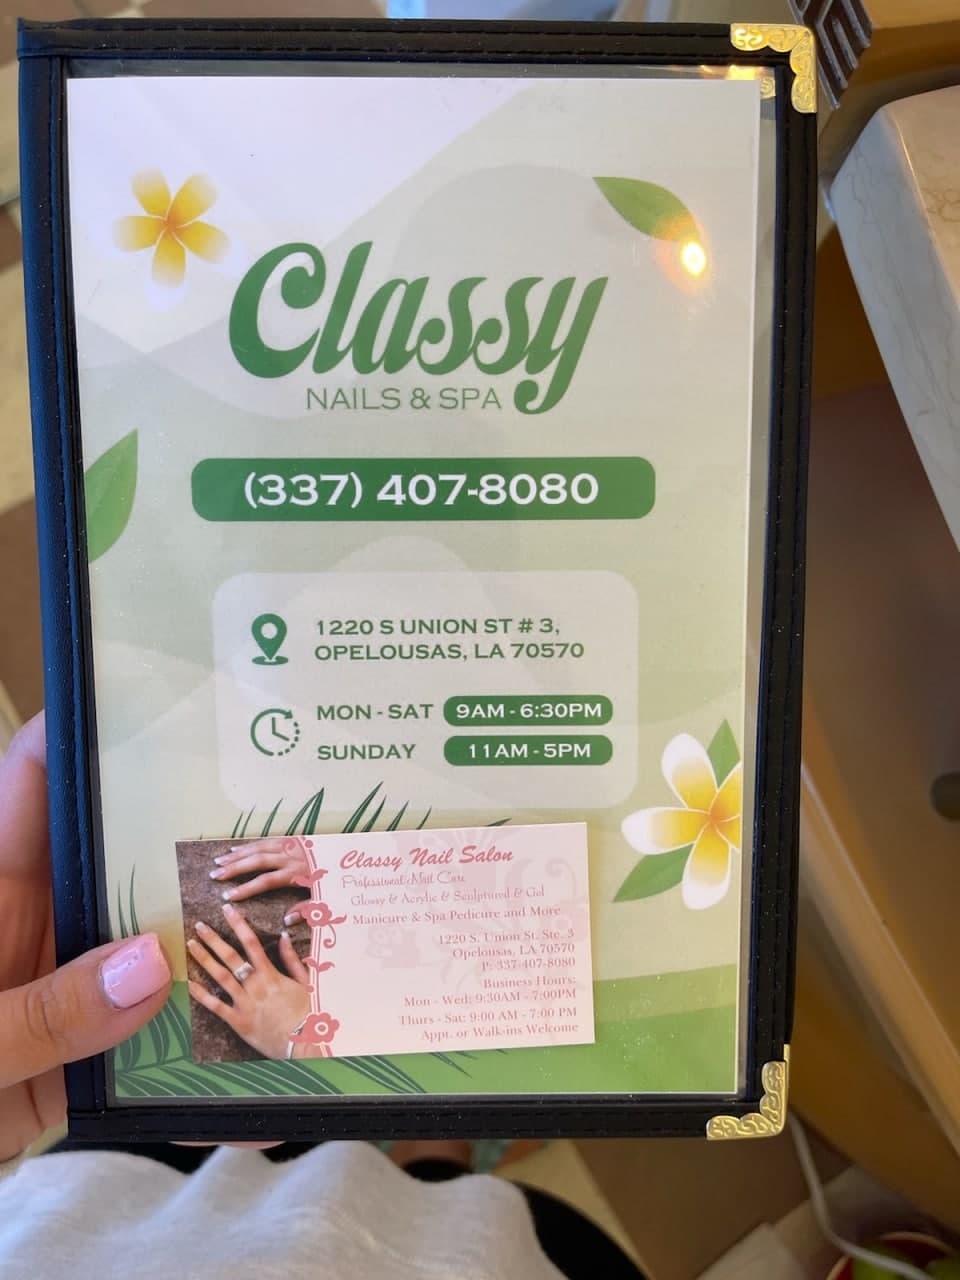 Classy
NAILS & SPA
(337) 407-8080
1220 S UNION ST # 3,
OPELOUSAS, LA 70570
MON - SAT 9AM - 6:30PM
SUNDAY 11AM - 5PM
Classy Nail Salon
Professional Nail Care
Glossy & Acrylic & Sculptured & Gel
Manicure & Spa Pedicure and More
1220 S. Union St. Ste. 3
Opelousas, LA 70570
P: 337-407-8080
Business Hours:
Mon - Wed: 9:30AM - 7:00PM
Thurs - Sat: 9:00 AM - 7:00 PM
Appt. or Walk-ins Welcome